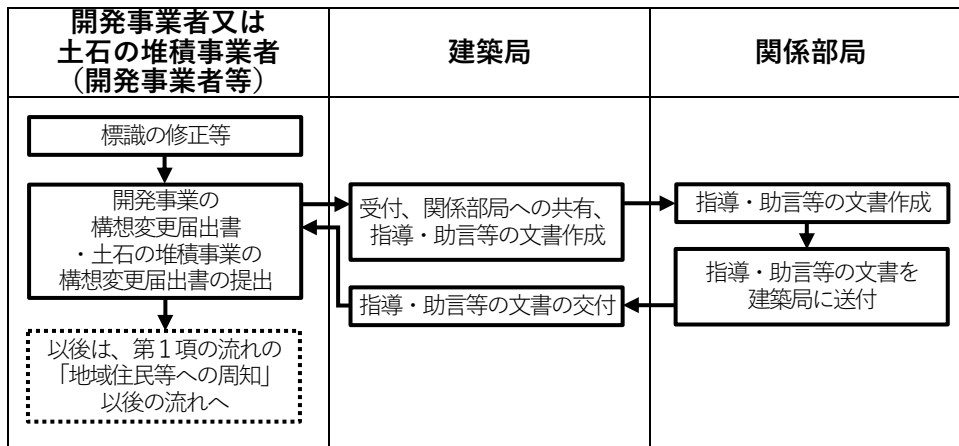 開発事業者又は
土石の堆積事業者
（開発事業者等）
建築局
関係部局
標識の修正等
開発事業の
構想変更届出書
・土石の堆積事業の
構想変更届出書の提出
以後は、第１項の流れの
「地域住民等への周知」
以後の流れへ
受付、関係部局への共有、
指導・助言等の文書作成
指導・助言等の文書の交付
指導・助言等の文書作成
指導・助言等の文書を
建築局に送付